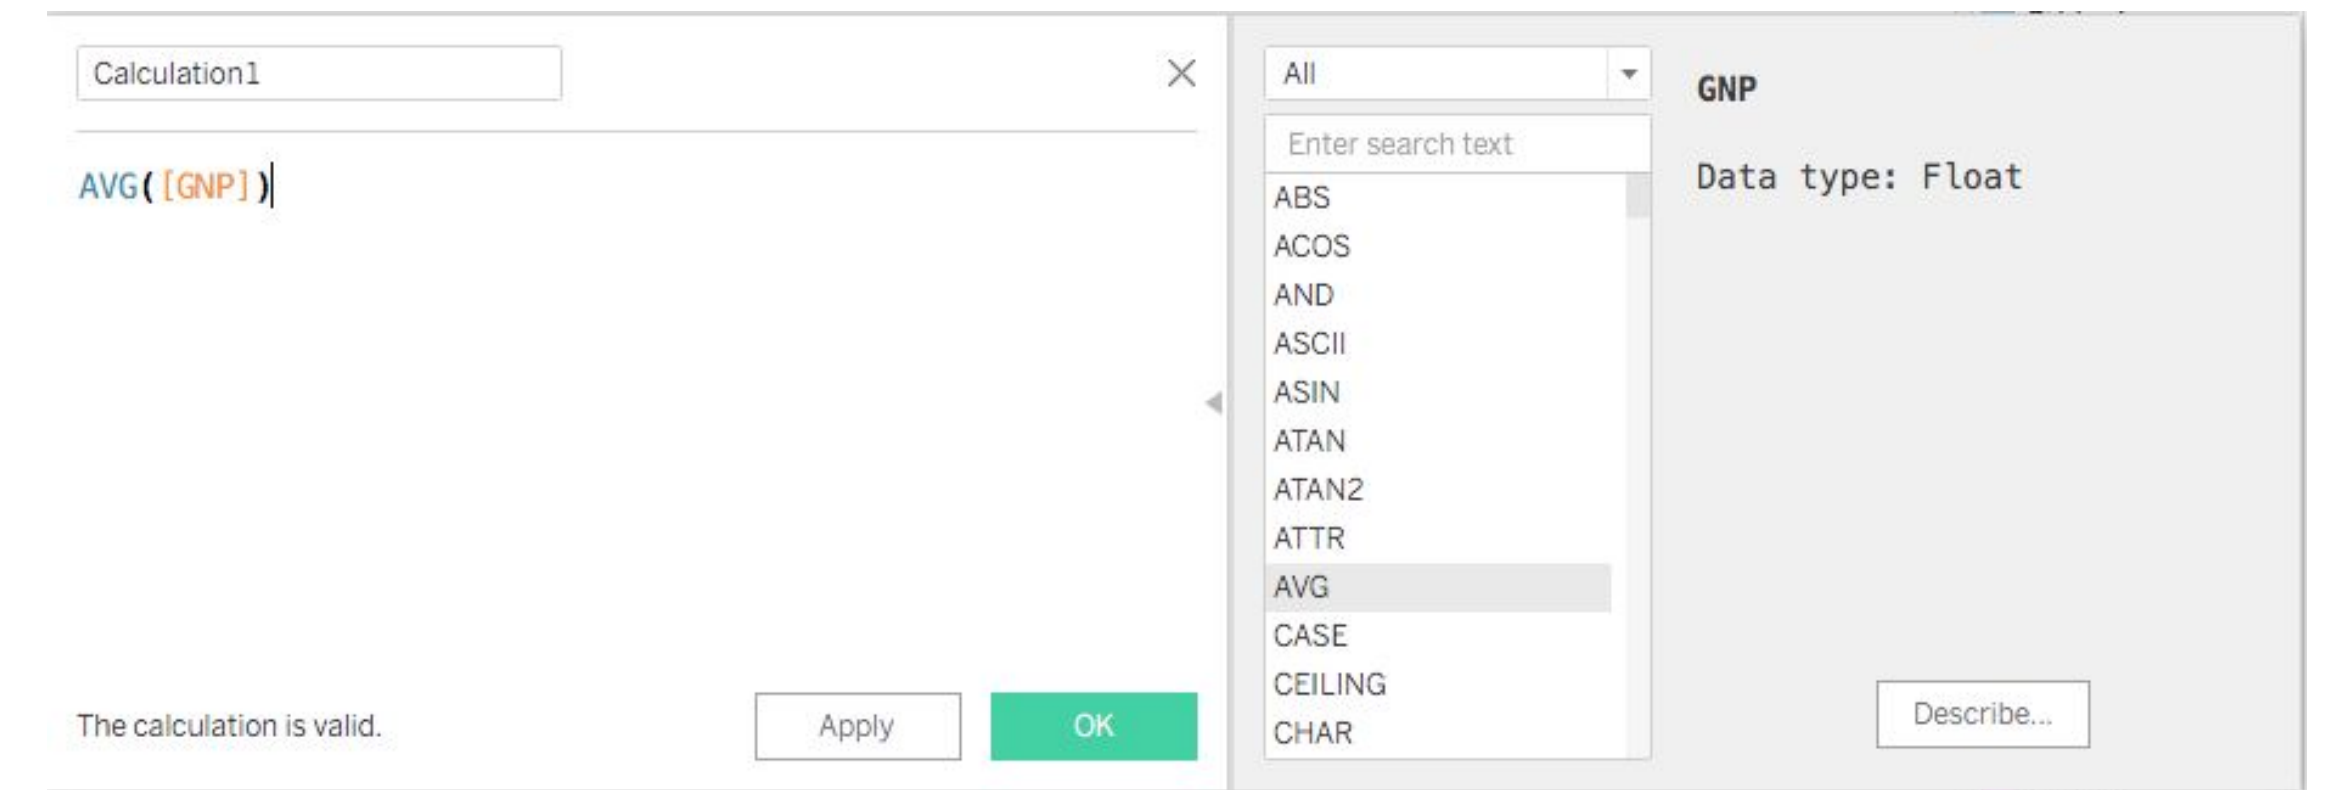 Calculation1
AVG([GNP])
The calculation is valid.
Apply
OK
All
Enter search text
ABS
ACOS
AND
ASCII
ASIN
ATAN
ATAN2
ATTR
AVG
CASE
CEILING
CHAR
GNP
Data type: Float
Describe...